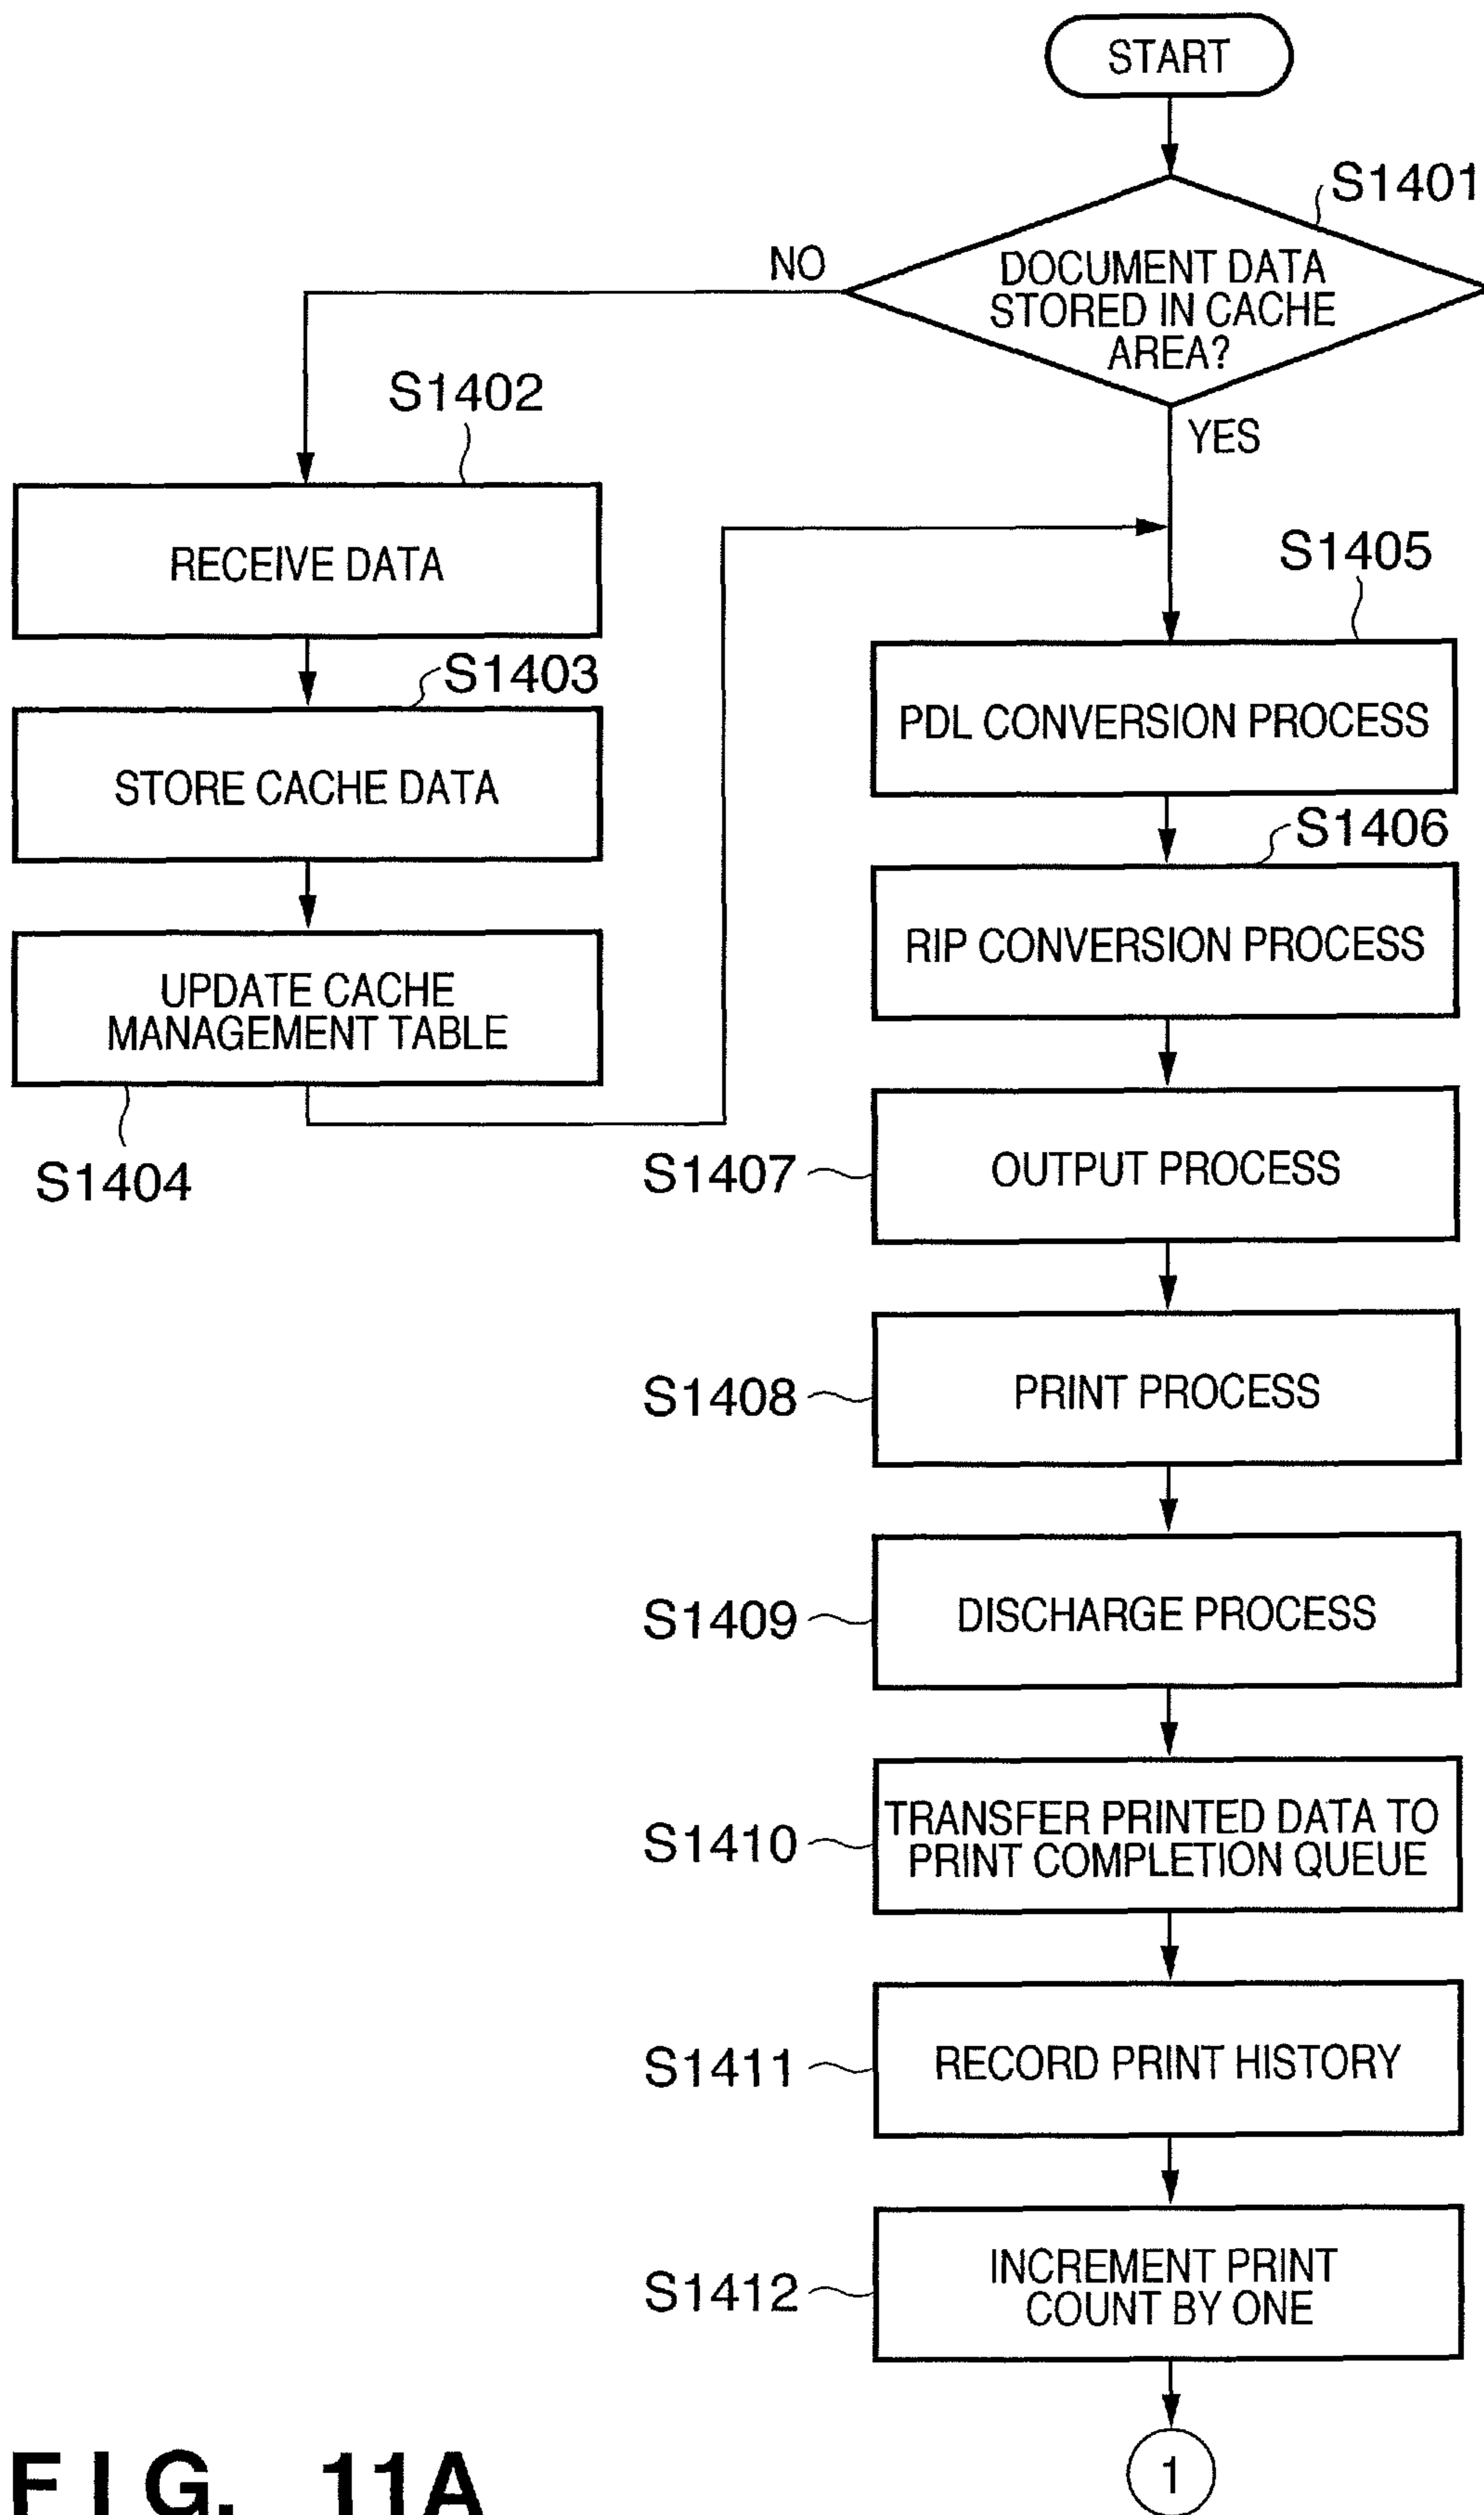 START
S1401
NO
DOCUMENT DATA
STORED IN CACHE
AREA?
YES
S1402
RECEIVE DATA
S1403
STORE CACHE DATA
UPDATE CACHE
MANAGEMENT TABLE
S1404
S1405
PDL CONVERSION PROCESS
S1406
RIP CONVERSION PROCESS
S1407
OUTPUT PROCESS
S1408
PRINT PROCESS
S1409
DISCHARGE PROCESS
S1410
TRANSFER PRINTED DATA TO
PRINT COMPLETION QUEUE
S1411
RECORD PRINT HISTORY
S1412
INCREMENT PRINT
COUNT BY ONE
1
FIG. 11A